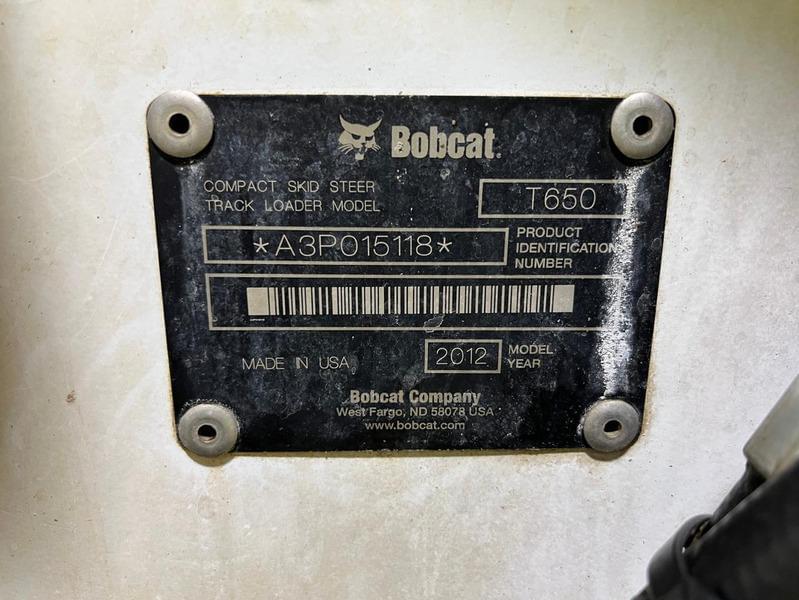 Bobcat.
COMPACT SKID STEER
TRACK LOADER MODEL
T650
*A3P015118*
PRODUCT
IDENTIFICATION
NUMBER
MADE IN USA
2012
MODEL
YEAR
Bobcat Company
West Fargo, ND 58078 USA
www.bobcat.com